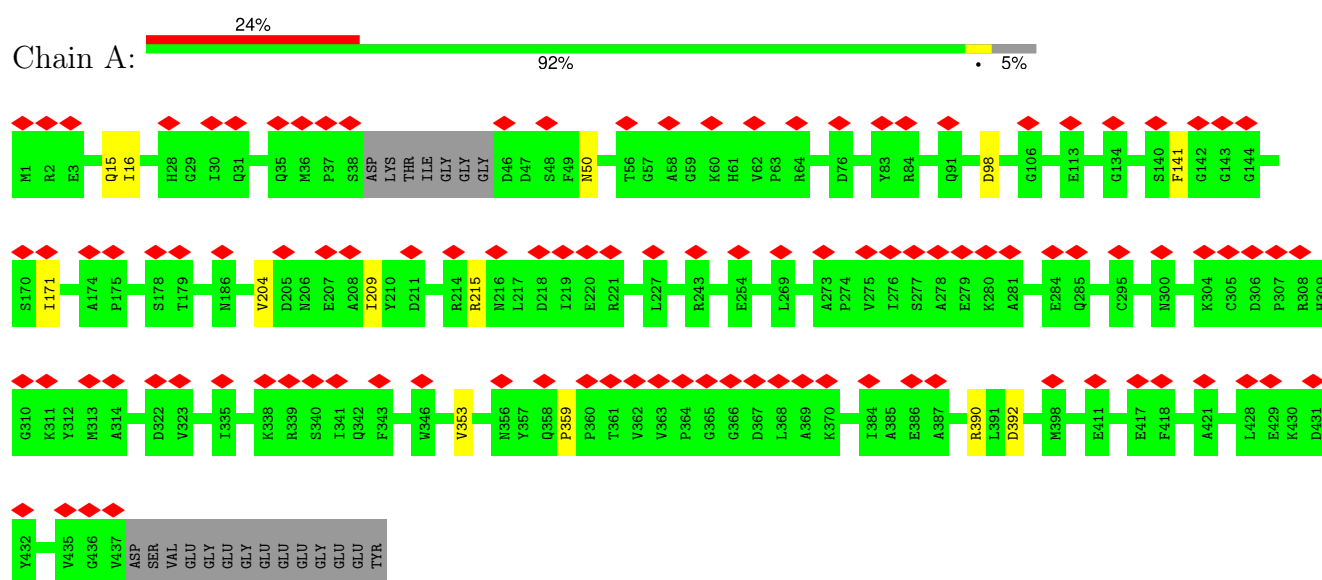 24%
Chain A:
92% • 5%
M1 R2 E3 Q15 I16 H28 G29 I30 Q31 Q35 M36 P37 S38 ASP LYS THR ILE GLY GLY GLY D46 D47 S48 F49 N50 T56 G57 A58 G59 K60 H61 V62 P63 R64 D76 Y83 R84 Q91 D98 G106 E113 G134 S140 F141 G142 G143 G144
S170 I171 A174 P175 S178 T179 N186 V204 D205 N206 E207 A208 I209 Y210 D211 R214 R215 N216 L217 D218 I219 E220 R221 L227 R243 E254 L269 A273 P274 V275 I276 S277 A278 E279 K280 A281 E284 Q285 C295 N300 K304 C305 D306 P307 R308 H309
G310 K311 Y312 M313 A314 D322 V323 I335 K338 R339 S340 I341 Q342 F343 W346 V353 N356 Y357 Q358 P359 P360 T361 V362 V363 P364 G365 G366 D367 L368 A369 K370 I384 A385 E386 A387 R390 L391 D392 M398 E411 E417 F418 A421 L428 E429 K430 D431
Y432 V435 G436 V437 ASP SER VAL GLU GLY GLU GLY GLU GLU GLU GLY GLU GLU TYR